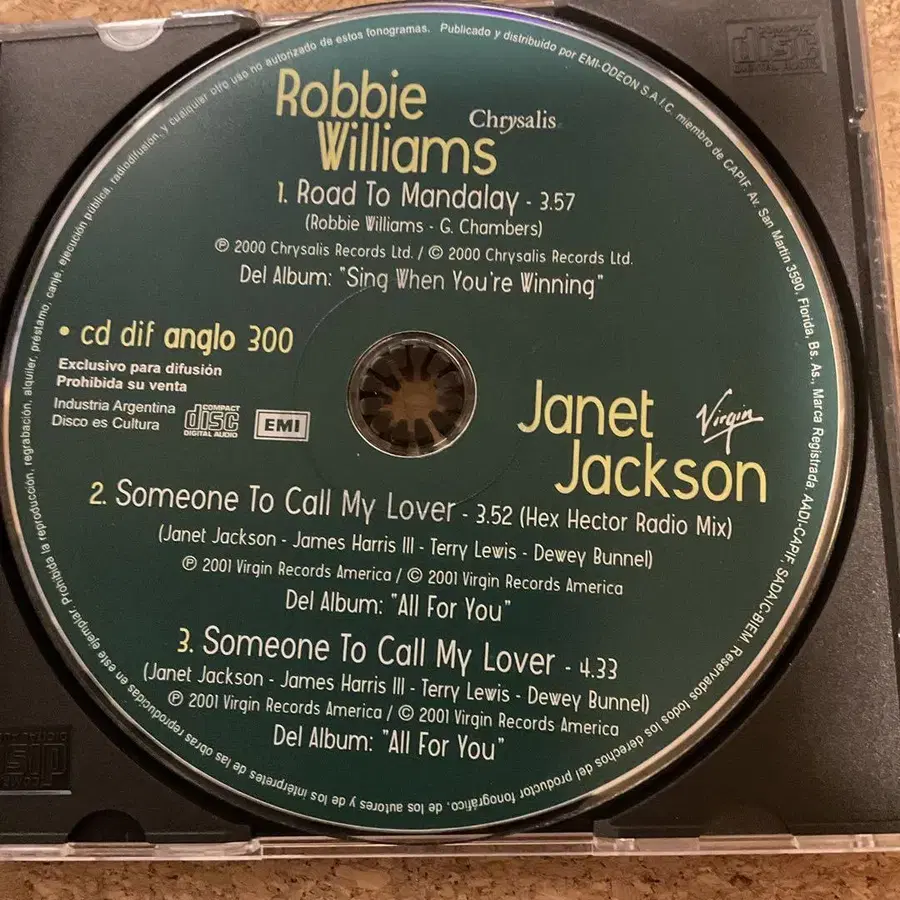 Robbie
Williams
Chrysalis
1. Road To Mandalay - 3.57
(Robbie Williams - G. Chambers)
℗ 2000 Chrysalis Records Ltd. / © 2000 Chrysalis Records Ltd.
Del Album: "Sing When You're Winning"
• cd dif anglo 300
Exclusivo para difusión
Prohibida su venta
Industria Argentina
Disco es Cultura
COMPACT
disc
DIGITAL AUDIO
EMI
Janet
Jackson
Virgin
2. Someone To Call My Lover - 3.52 (Hex Hector Radio Mix)
(Janet Jackson - James Harris III - Terry Lewis - Dewey Bunnel)
℗ 2001 Virgin Records America / © 2001 Virgin Records America
Del Album: "All For You"
3. Someone To Call My Lover - 4.33
(Janet Jackson - James Harris III - Terry Lewis - Dewey Bunnel)
℗ 2001 Virgin Records America / © 2001 Virgin Records America
Del Album: "All For You"
Publicado y distribuido por EMI-ODEON S.A.I.C. miembro de CAPIF. Av. San Martin 3590, Florida, Bs. As., Marca Registrada. AADI-CAPIF. SADAIC-BIEM. Reservados todos los derechos del productor fonográfico, de los autores y de los intérpretes de las obras reproducidas en este ejemplar. Prohibida la reproducción, regrabación, alquiler, préstamo, canje, ejecución pública, radiodifusión, y cualquier otro uso no autorizado de estos fonogramas.
disc